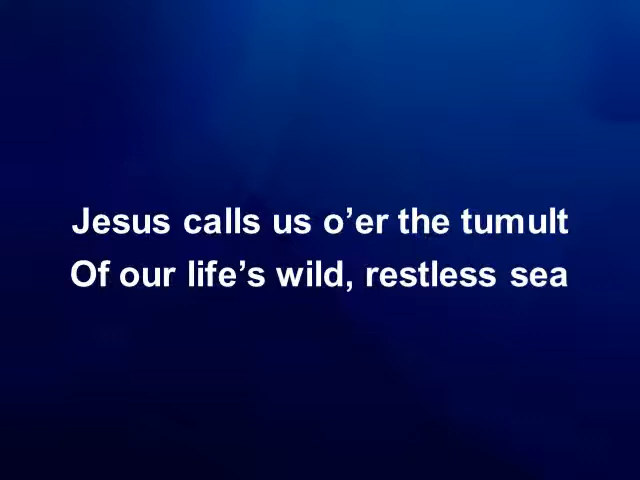 Jesus calls us o’er the tumult
Of our life’s wild, restless sea